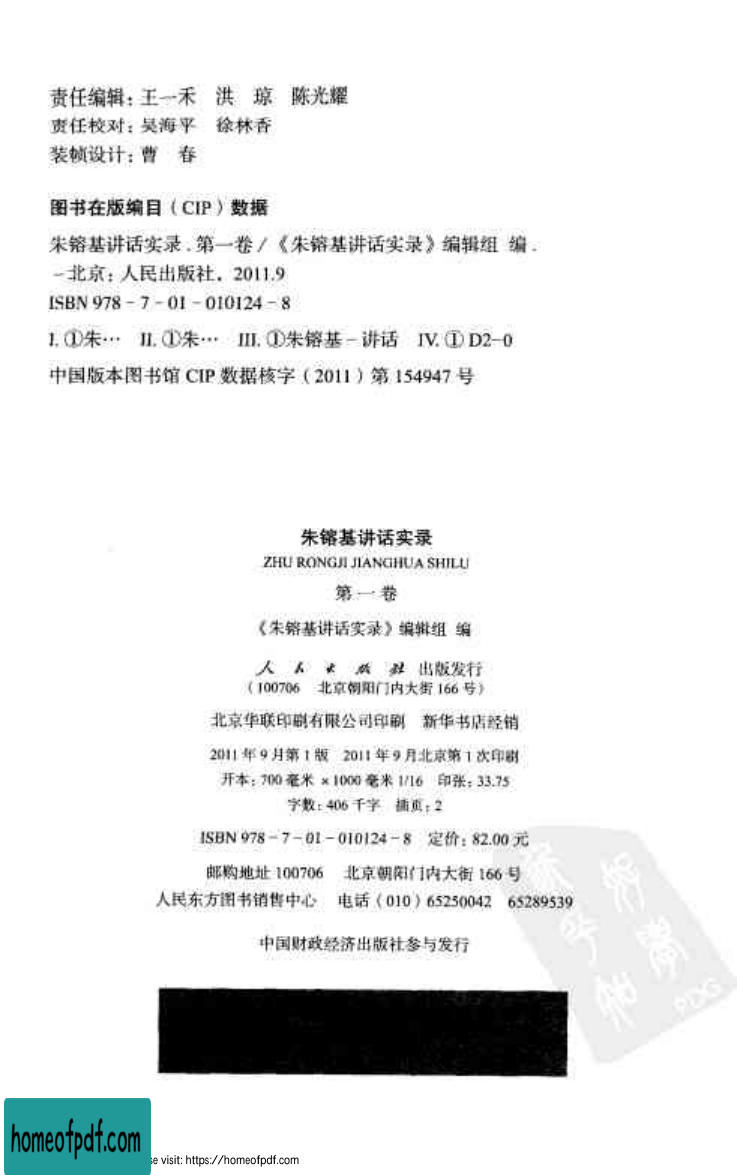 责任编辑：王一禾　洪　琼　陈光耀
责任校对：吴海平　徐林香
装帧设计：曹　春
图书在版编目（CIP）数据
朱镕基讲话实录．第一卷／《朱镕基讲话实录》编辑组 编．
－北京：人民出版社，2011.9
ISBN 978－7－01－010124－8
I. ①朱… II. ①朱… III. ①朱镕基－讲话 IV. ① D2-0
中国版本图书馆 CIP 数据核字（2011）第 154947 号
朱镕基讲话实录
ZHU RONGJI JIANGHUA SHILU
第一卷
《朱镕基讲话实录》编辑组 编
人民出版社 出版发行
（100706　北京朝阳门内大街 166 号）
北京华联印刷有限公司印刷　新华书店经销
2011 年 9 月第 1 版　2011 年 9 月北京第 1 次印刷
开本：700 毫米 ×1000 毫米 1/16　印张：33.75
字数：406 千字　插页：2
ISBN 978－7－01－010124－8　定价：82.00 元
邮购地址 100706　北京朝阳门内大街 166 号
人民东方图书销售中心　电话（010）65250042　65289539
中国财政经济出版社参与发行
PDG
homeofpdf.com
se visit: https://homeofpdf.com